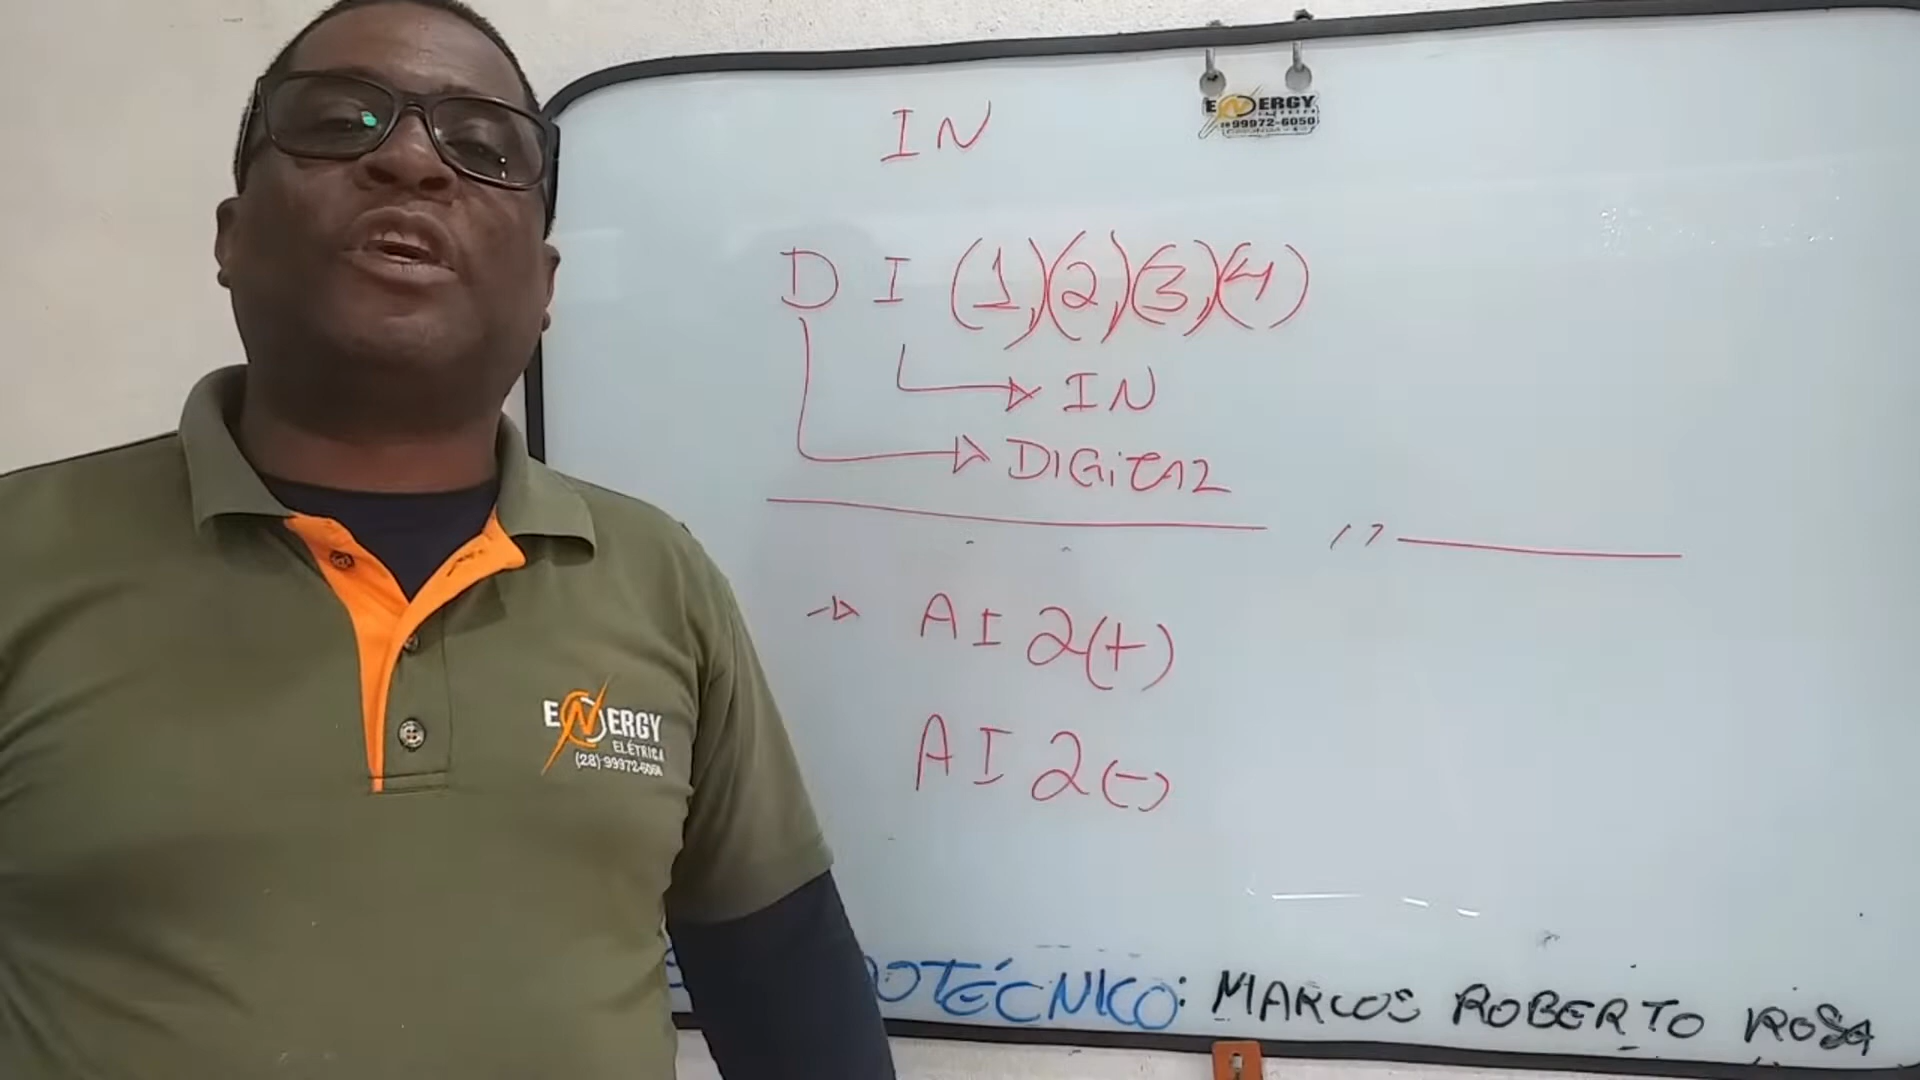 IN
ENERGY
99972-6050
D I (1,)(2,)(3,)(4)
IN
DIGITAL
AI 2(+)
AI 2(-)
ENERGY
ELÉTRICA
(28) 99972-6050
OTÉCNICO: MARCOS ROBERTO ROSA